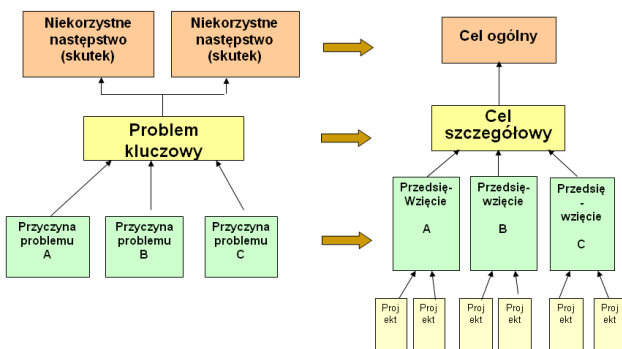 Niekorzystne
następstwo
(skutek)
Niekorzystne
następstwo
(skutek)
Cel ogólny
Problem
kluczowy
Cel
szczegółowy
Przyczyna
problemu
A
Przyczyna
problemu
B
Przyczyna
problemu
C
Przedsię-
Wzięcie
A
Przedsię-
wzięcie
B
Przedsię
-
wzięcie
C
Proj
ekt
Proj
ekt
Proj
ekt
Proj
ekt
Proj
ekt
Proj
ekt